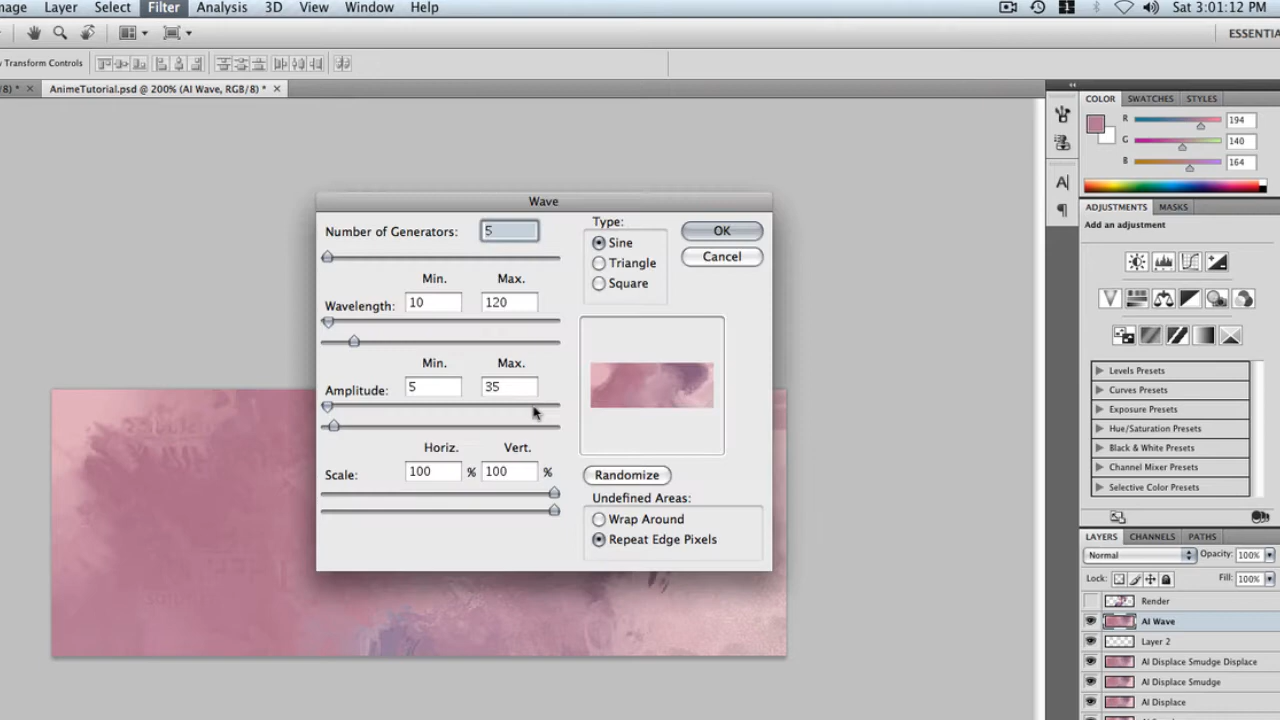 mage Layer Select Filter Analysis 3D View Window Help Sat 3:01:12 PM
ESSENTIA
w Transform Controls
/8) * × AnimeTutorial.psd @ 200% (AI Wave, RGB/8) * ×
COLOR SWATCHES STYLES
R 194
G 140
B 164
ADJUSTMENTS MASKS
Add an adjustment
Levels Presets
Curves Presets
Exposure Presets
Hue/Saturation Presets
Black & White Presets
Channel Mixer Presets
Selective Color Presets
LAYERS CHANNELS PATHS
Normal Opacity: 100%
Lock: Fill: 100%
Render
AI Wave
Layer 2
AI Displace Smudge Displace
AI Displace Smudge
AI Displace
Wave
Number of Generators: 5
Min. Max.
Wavelength: 10 120
Min. Max.
Amplitude: 5 35
Horiz. Vert.
Scale: 100 % 100 %
Type:
Sine
Triangle
Square
OK
Cancel
Randomize
Undefined Areas:
Wrap Around
Repeat Edge Pixels